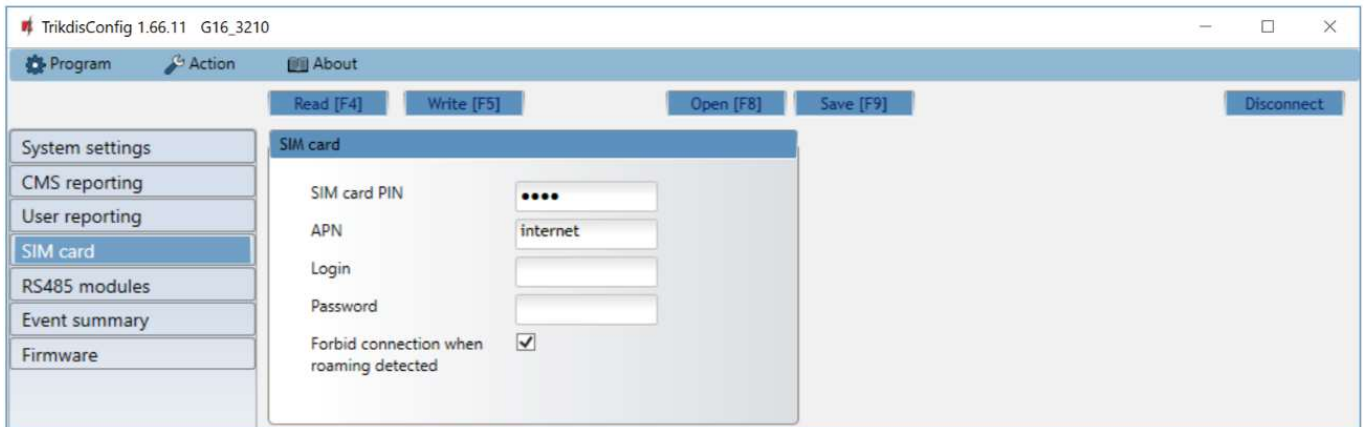 TrikdisConfig 1.66.11 G16_3210
Program Action About
Read [F4] Write [F5] Open [F8] Save [F9] Disconnect
System settings
CMS reporting
User reporting
SIM card
RS485 modules
Event summary
Firmware
SIM card
SIM card PIN ••••
APN internet
Login
Password
Forbid connection when
roaming detected